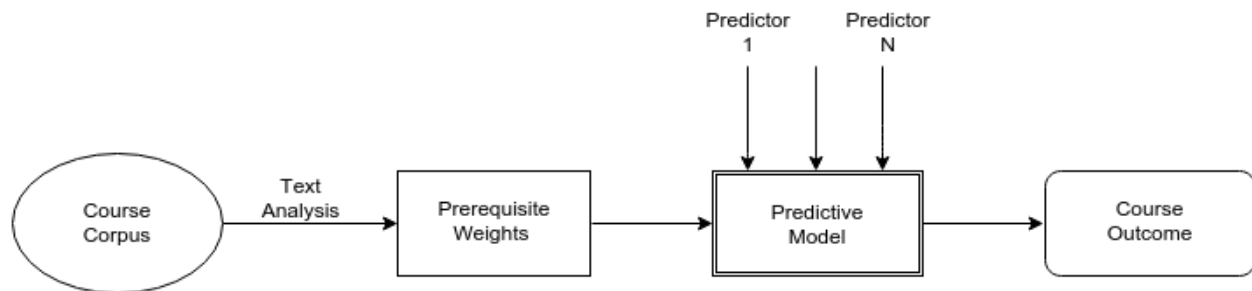 Predictor
1
Predictor
N
Text
Analysis
Course
Corpus
Prerequisite
Weights
Predictive
Model
Course
Outcome